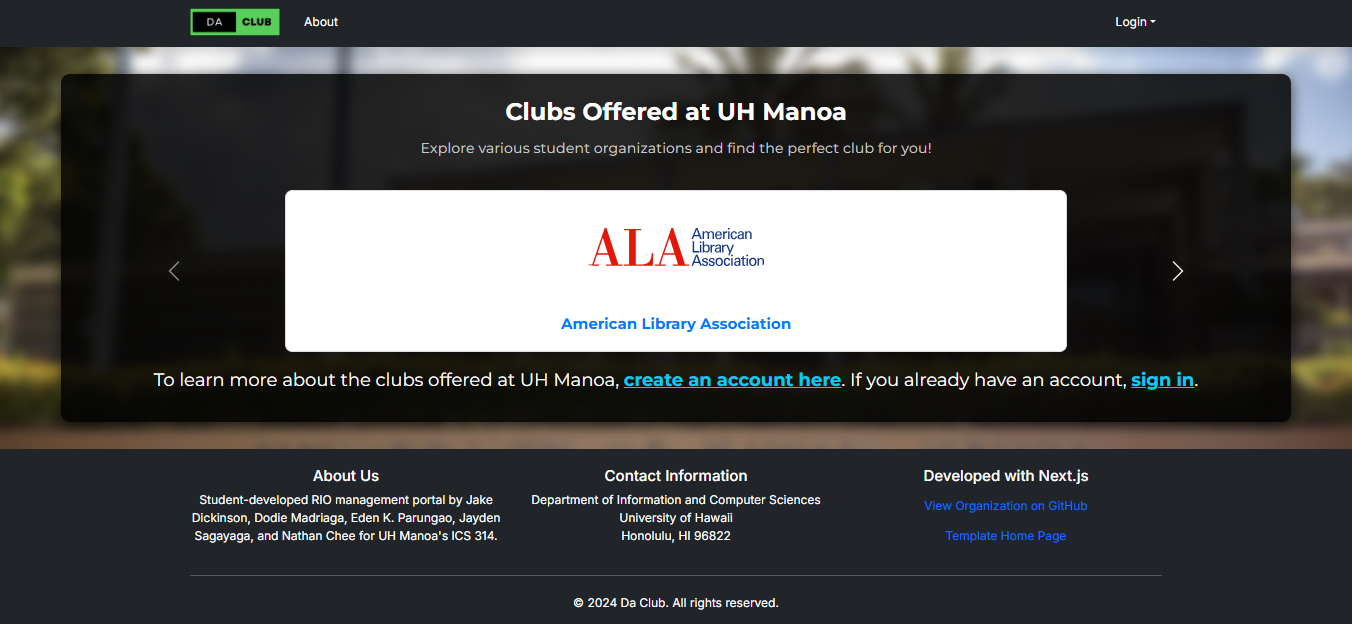 DA CLUB
About
Login
Clubs Offered at UH Manoa
Explore various student organizations and find the perfect club for you!
ALA American
Library
Association
American Library Association
To learn more about the clubs offered at UH Manoa, create an account here. If you already have an account, sign in.
About Us
Student-developed RIO management portal by Jake
Dickinson, Dodie Madriaga, Eden K. Parungao, Jayden
Sagayaga, and Nathan Chee for UH Manoa's ICS 314.
Contact Information
Department of Information and Computer Sciences
University of Hawaii
Honolulu, HI 96822
Developed with Next.js
View Organization on GitHub
Template Home Page
© 2024 Da Club. All rights reserved.